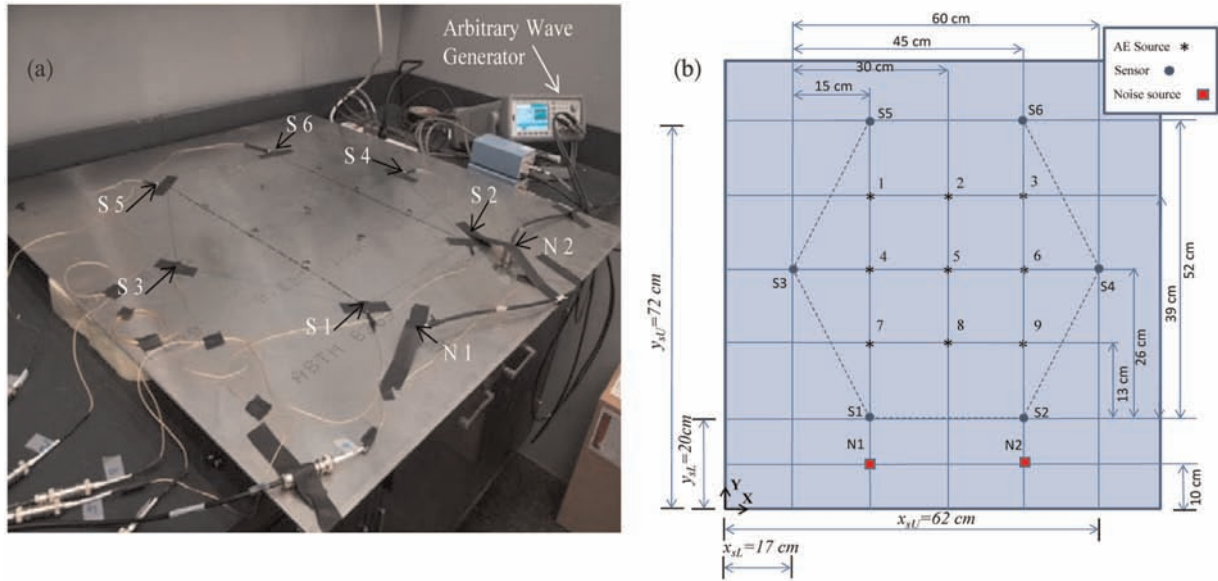 (a)
Arbitrary Wave
Generator
S 6
S 4
S 5
S 2
N 2
S 3
S 1
N 1
(b)
60 cm
45 cm
30 cm
15 cm
AE Source
Sensor
Noise source
S5
S6
1
2
3
4
5
6
S3
S4
7
8
9
S1
S2
N1
N2
y_sU=72 cm
y_sL=20cm
52 cm
39 cm
26 cm
13 cm
10 cm
Y
X
x_sU=62 cm
x_sL=17 cm